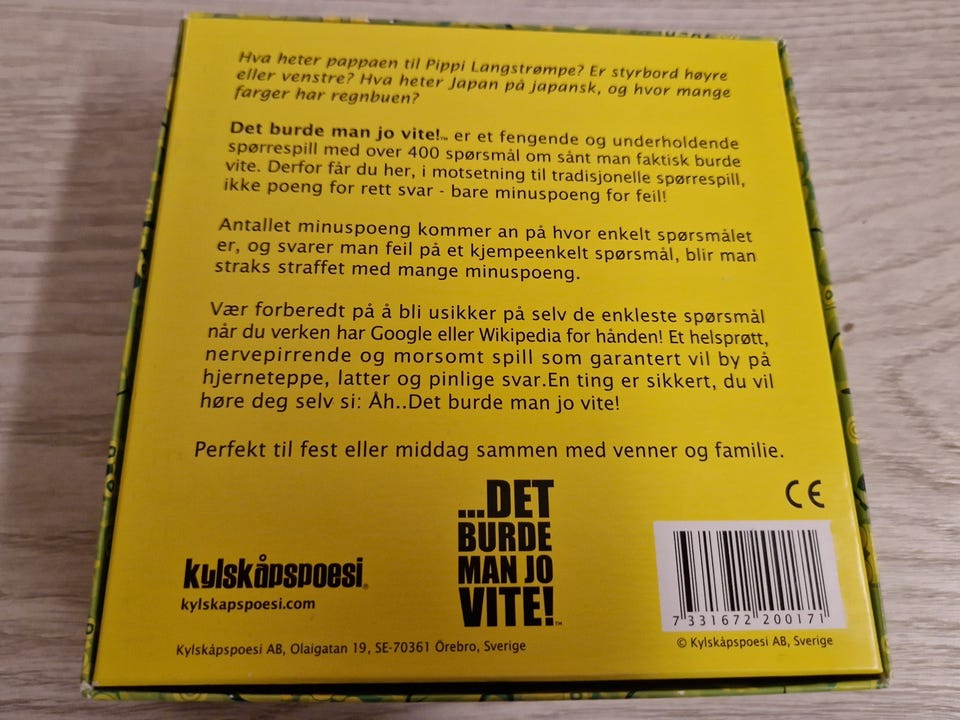 Hva heter pappaen til Pippi Langstrømpe? Er styrbord høyre
eller venstre? Hva heter Japan på japansk, og hvor mange
farger har regnbuen?
Det burde man jo vite!™ er et fengende og underholdende
spørrespill med over 400 spørsmål om sånt man faktisk burde
vite. Derfor får du her, i motsetning til tradisjonelle spørrespill,
ikke poeng for rett svar - bare minuspoeng for feil!
Antallet minuspoeng kommer an på hvor enkelt spørsmålet
er, og svarer man feil på et kjempeenkelt spørsmål, blir man
straks straffet med mange minuspoeng.
Vær forberedt på å bli usikker på selv de enkleste spørsmål
når du verken har Google eller Wikipedia for hånden! Et helsprøtt,
nervepirrende og morsomt spill som garantert vil by på
hjerneteppe, latter og pinlige svar.En ting er sikkert, du vil
høre deg selv si: Åh..Det burde man jo vite!
Perfekt til fest eller middag sammen med venner og familie.
CE
...DET
BURDE
MAN JO
VITE!™
kylskåpspoesi®
kylskapspoesi.com
Kylskåpspoesi AB, Olaigatan 19, SE-70361 Örebro, Sverige
7 331672 200171
© Kylskåpspoesi AB, Sverige